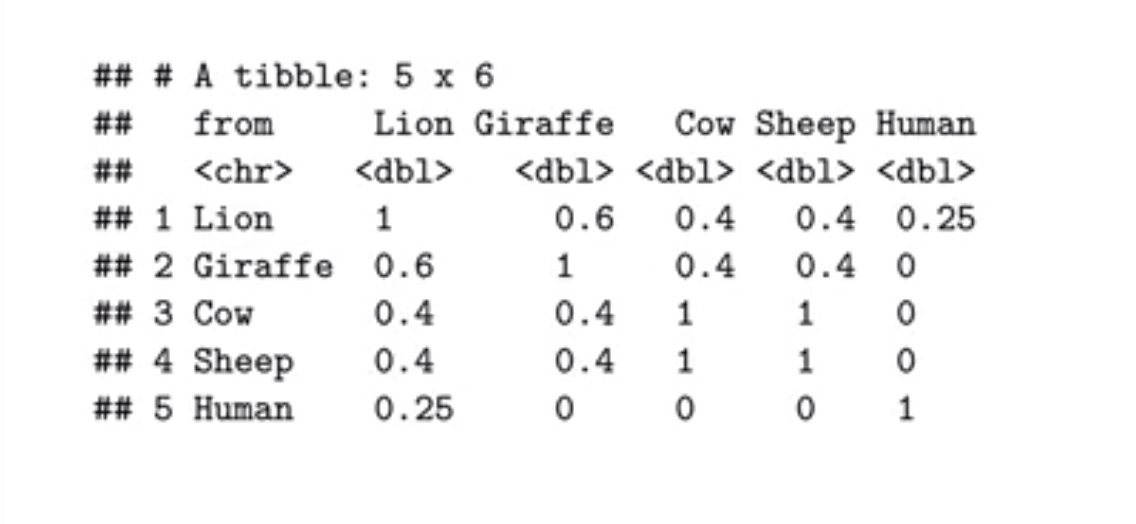 ## # A tibble: 5 x 6
##   from     Lion Giraffe   Cow Sheep Human
##   <chr>   <dbl>   <dbl> <dbl> <dbl> <dbl>
## 1 Lion     1        0.6   0.4   0.4  0.25
## 2 Giraffe  0.6      1     0.4   0.4  0
## 3 Cow      0.4      0.4   1     1    0
## 4 Sheep    0.4      0.4   1     1    0
## 5 Human    0.25     0     0     0    1